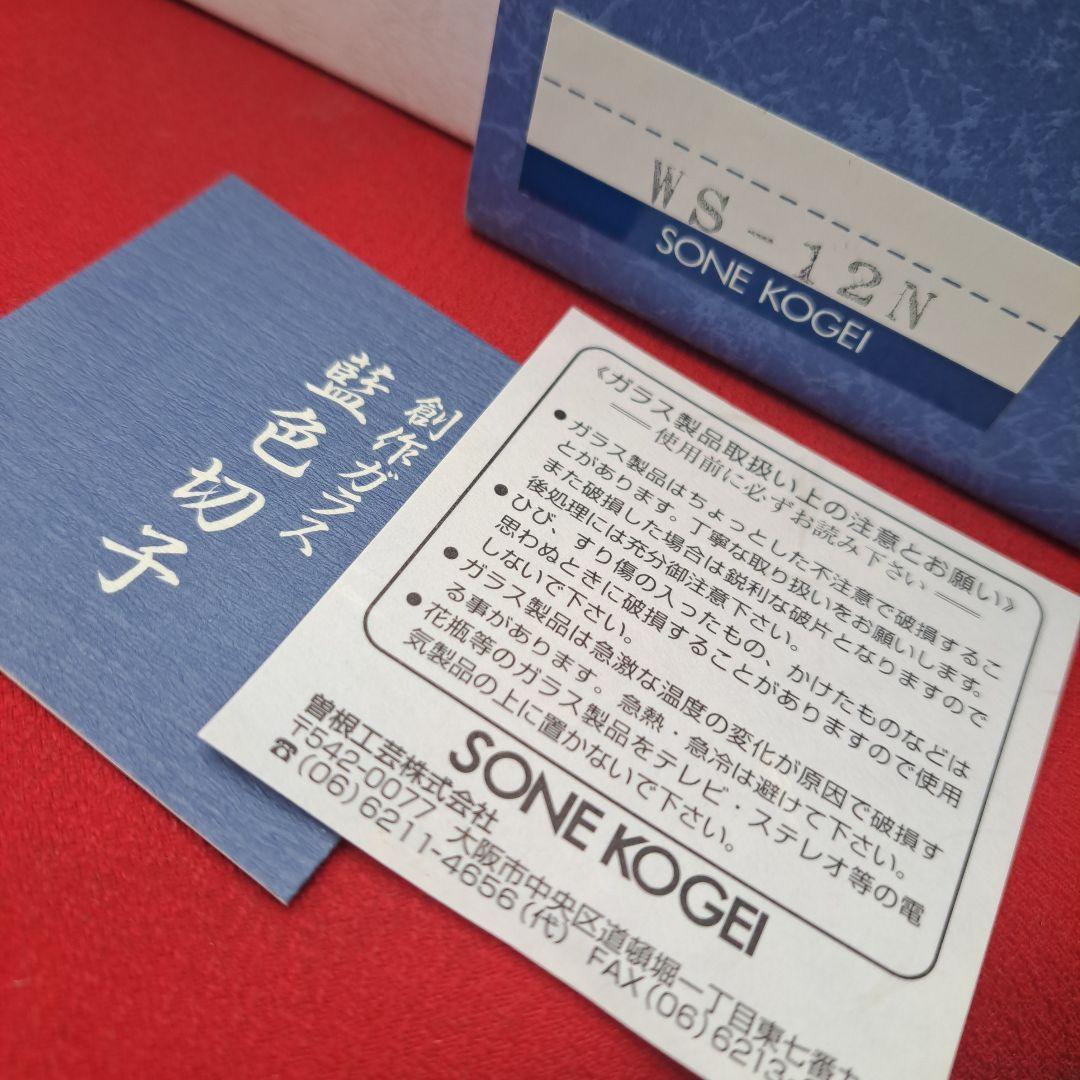 WS-12N
SONE KOGEI
創作ガラス
藍色切子
《ガラス製品取扱い上の注意とお願い》
使用前に必ずお読み下さい
●ガラス製品はちょっとした不注意で破損するこ
とがあります。丁寧な取り扱いをお願いします。
また破損した場合は鋭利な破片となりますので
後処理には充分御注意下さい。
●ひび、すり傷の入ったもの、かけたものなどは
思わぬときに破損することがありますので使用
しないで下さい。
●ガラス製品は急激な温度の変化が原因で破損す
る事があります。急熱・急冷は避けて下さい。
●花瓶等のガラス製品をテレビ・ステレオ等の電
気製品の上に置かないで下さい。
SONE KOGEI
曽根工芸株式会社
〒542-0077 大阪市中央区道頓堀一丁目東七番
☎(06)6211-4656(代) FAX(06)6213-